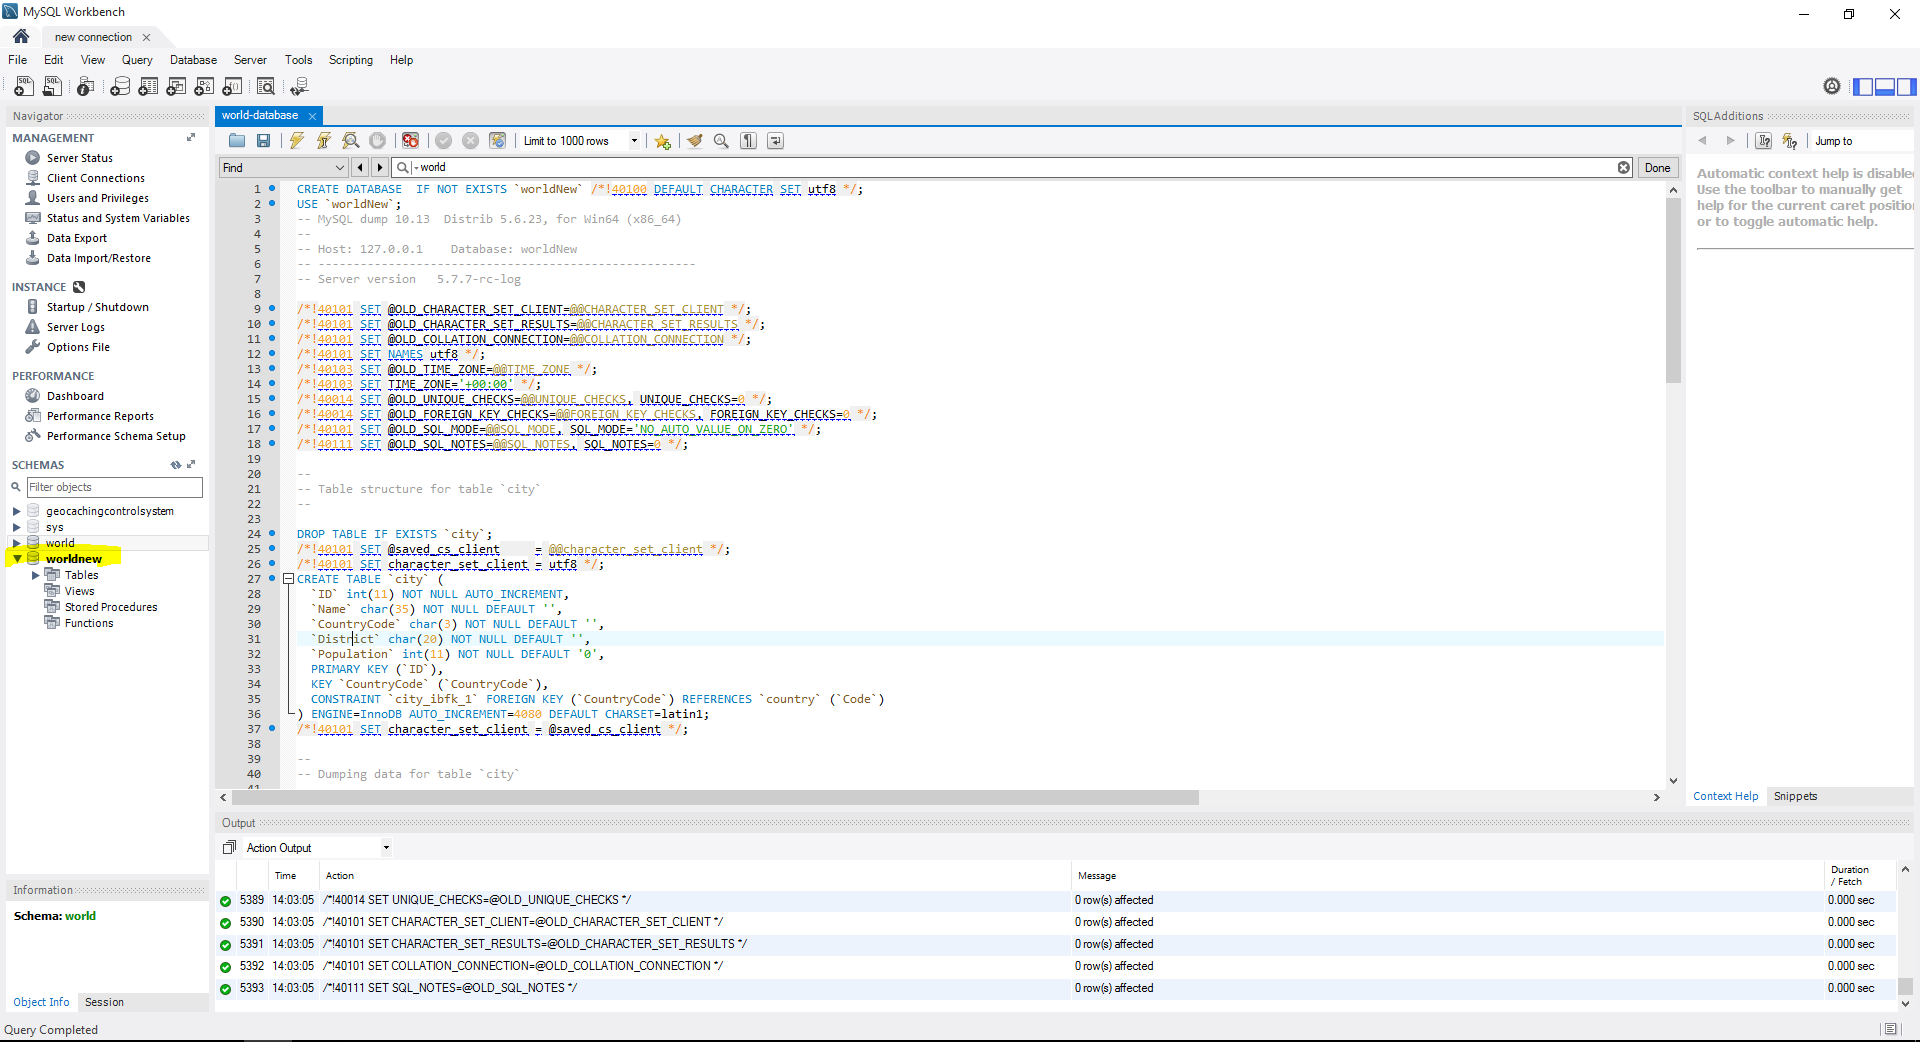 MySQL Workbench
new connection
File Edit View Query Database Server Tools Scripting Help
Navigator
MANAGEMENT
Server Status
Client Connections
Users and Privileges
Status and System Variables
Data Export
Data Import/Restore
INSTANCE
Startup / Shutdown
Server Logs
Options File
PERFORMANCE
Dashboard
Performance Reports
Performance Schema Setup
SCHEMAS
Filter objects
geocachingcontrolsystem
sys
world
worldnew
Tables
Views
Stored Procedures
Functions
Information
Schema: world
Object Info Session
Query Completed
world-database
Limit to 1000 rows
Find world Done
1 CREATE DATABASE  IF NOT EXISTS `worldNew` /*!40100 DEFAULT CHARACTER SET utf8 */;
2 USE `worldNew`;
3 -- MySQL dump 10.13  Distrib 5.6.23, for Win64 (x86_64)
4 --
5 -- Host: 127.0.0.1    Database: worldNew
6 -- ------------------------------------------------------
7 -- Server version   5.7.7-rc-log
8
9 /*!40101 SET @OLD_CHARACTER_SET_CLIENT=@@CHARACTER_SET_CLIENT */;
10 /*!40101 SET @OLD_CHARACTER_SET_RESULTS=@@CHARACTER_SET_RESULTS */;
11 /*!40101 SET @OLD_COLLATION_CONNECTION=@@COLLATION_CONNECTION */;
12 /*!40101 SET NAMES utf8 */;
13 /*!40103 SET @OLD_TIME_ZONE=@@TIME_ZONE */;
14 /*!40103 SET TIME_ZONE='+00:00' */;
15 /*!40014 SET @OLD_UNIQUE_CHECKS=@@UNIQUE_CHECKS, UNIQUE_CHECKS=0 */;
16 /*!40014 SET @OLD_FOREIGN_KEY_CHECKS=@@FOREIGN_KEY_CHECKS, FOREIGN_KEY_CHECKS=0 */;
17 /*!40101 SET @OLD_SQL_MODE=@@SQL_MODE, SQL_MODE='NO_AUTO_VALUE_ON_ZERO' */;
18 /*!40111 SET @OLD_SQL_NOTES=@@SQL_NOTES, SQL_NOTES=0 */;
19
20 --
21 -- Table structure for table `city`
22 --
23
24 DROP TABLE IF EXISTS `city`;
25 /*!40101 SET @saved_cs_client     = @@character_set_client */;
26 /*!40101 SET character_set_client = utf8 */;
27 CREATE TABLE `city` (
28 `ID` int(11) NOT NULL AUTO_INCREMENT,
29 `Name` char(35) NOT NULL DEFAULT '',
30 `CountryCode` char(3) NOT NULL DEFAULT '',
31 `District` char(20) NOT NULL DEFAULT '',
32 `Population` int(11) NOT NULL DEFAULT '0',
33 PRIMARY KEY (`ID`),
34 KEY `CountryCode` (`CountryCode`),
35 CONSTRAINT `city_ibfk_1` FOREIGN KEY (`CountryCode`) REFERENCES `country` (`Code`)
36 ) ENGINE=InnoDB AUTO_INCREMENT=4080 DEFAULT CHARSET=latin1;
37 /*!40101 SET character_set_client = @saved_cs_client */;
38
39 --
40 -- Dumping data for table `city`
41
Output
Action Output
Time Action Message Duration / Fetch
5389 14:03:05 /*!40014 SET UNIQUE_CHECKS=@OLD_UNIQUE_CHECKS */ 0 row(s) affected 0.000 sec
5390 14:03:05 /*!40101 SET CHARACTER_SET_CLIENT=@OLD_CHARACTER_SET_CLIENT */ 0 row(s) affected 0.000 sec
5391 14:03:05 /*!40101 SET CHARACTER_SET_RESULTS=@OLD_CHARACTER_SET_RESULTS */ 0 row(s) affected 0.000 sec
5392 14:03:05 /*!40101 SET COLLATION_CONNECTION=@OLD_COLLATION_CONNECTION */ 0 row(s) affected 0.000 sec
5393 14:03:05 /*!40111 SET SQL_NOTES=@OLD_SQL_NOTES */ 0 row(s) affected 0.000 sec
SQLAdditions
Jump to
Automatic context help is disable
Use the toolbar to manually get
help for the current caret positio
or to toggle automatic help.
Context Help Snippets